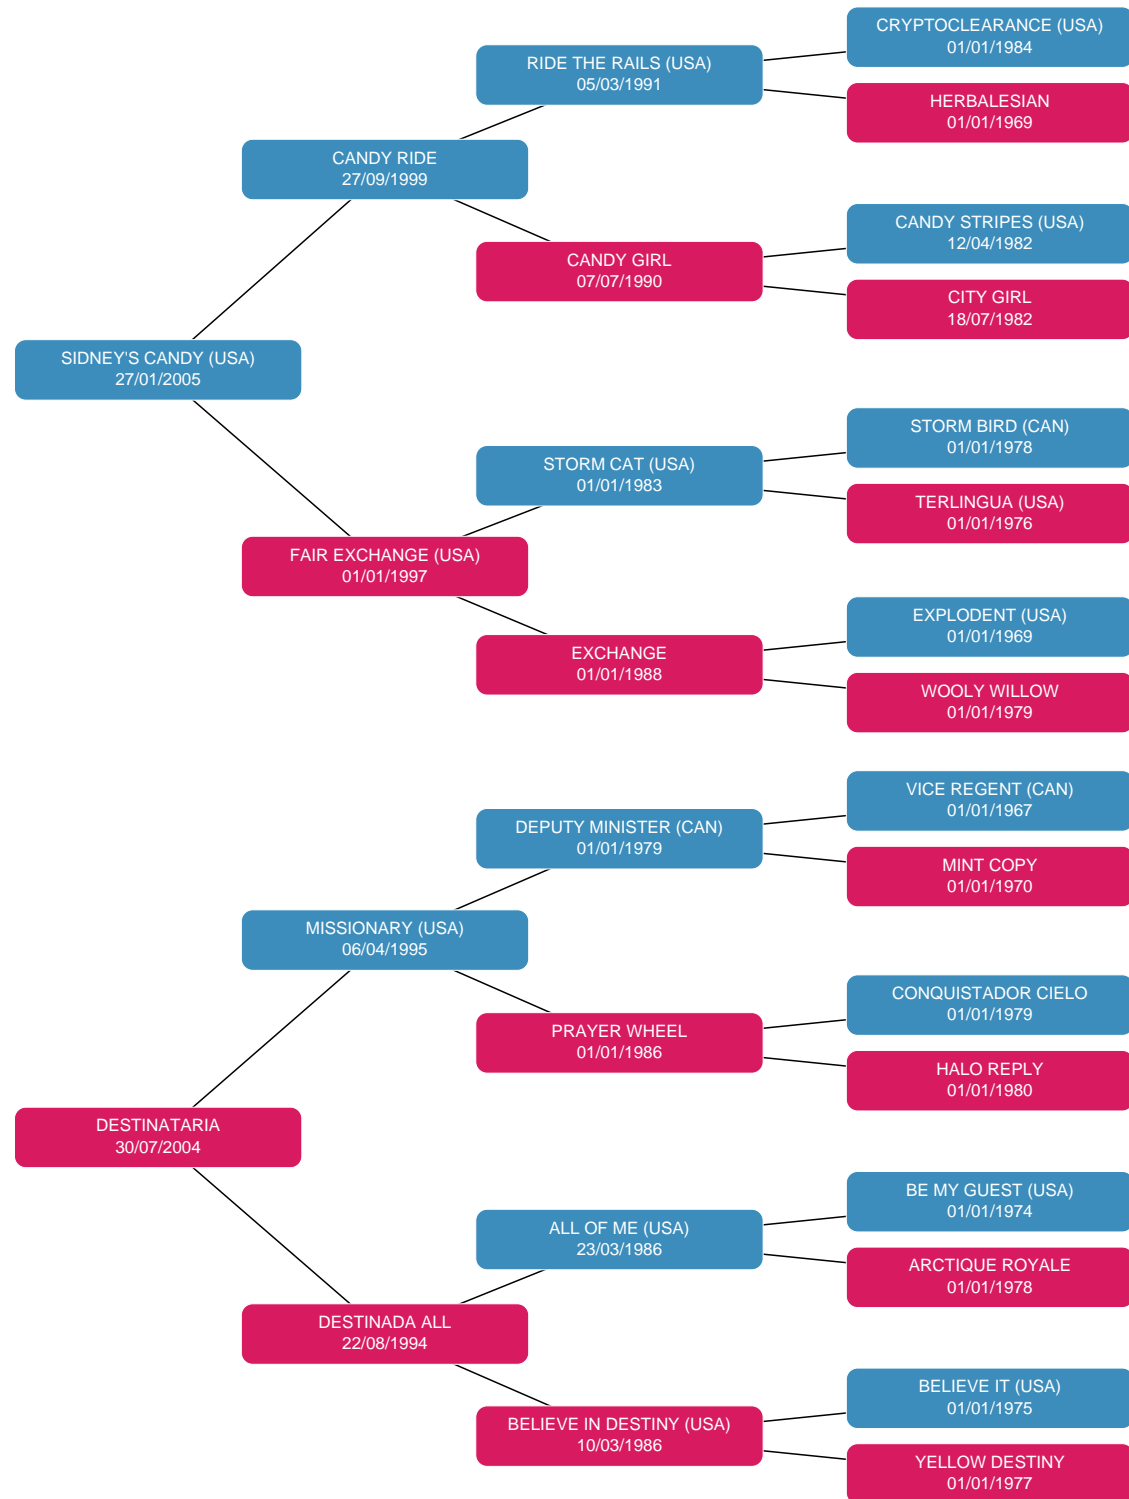 CRYPTOCLEARANCE (USA)
01/01/1984
RIDE THE RAILS (USA)
05/03/1991
HERBALESIAN
01/01/1969
CANDY RIDE
27/09/1999
CANDY STRIPES (USA)
12/04/1982
CANDY GIRL
07/07/1990
CITY GIRL
18/07/1982
SIDNEY'S CANDY (USA)
27/01/2005
STORM BIRD (CAN)
01/01/1978
STORM CAT (USA)
01/01/1983
TERLINGUA (USA)
01/01/1976
FAIR EXCHANGE (USA)
01/01/1997
EXPLODENT (USA)
01/01/1969
EXCHANGE
01/01/1988
WOOLY WILLOW
01/01/1979
VICE REGENT (CAN)
01/01/1967
DEPUTY MINISTER (CAN)
01/01/1979
MINT COPY
01/01/1970
MISSIONARY (USA)
06/04/1995
CONQUISTADOR CIELO
01/01/1979
PRAYER WHEEL
01/01/1986
HALO REPLY
01/01/1980
DESTINATARIA
30/07/2004
BE MY GUEST (USA)
01/01/1974
ALL OF ME (USA)
23/03/1986
ARCTIQUE ROYALE
01/01/1978
DESTINADA ALL
22/08/1994
BELIEVE IT (USA)
01/01/1975
BELIEVE IN DESTINY (USA)
10/03/1986
YELLOW DESTINY
01/01/1977